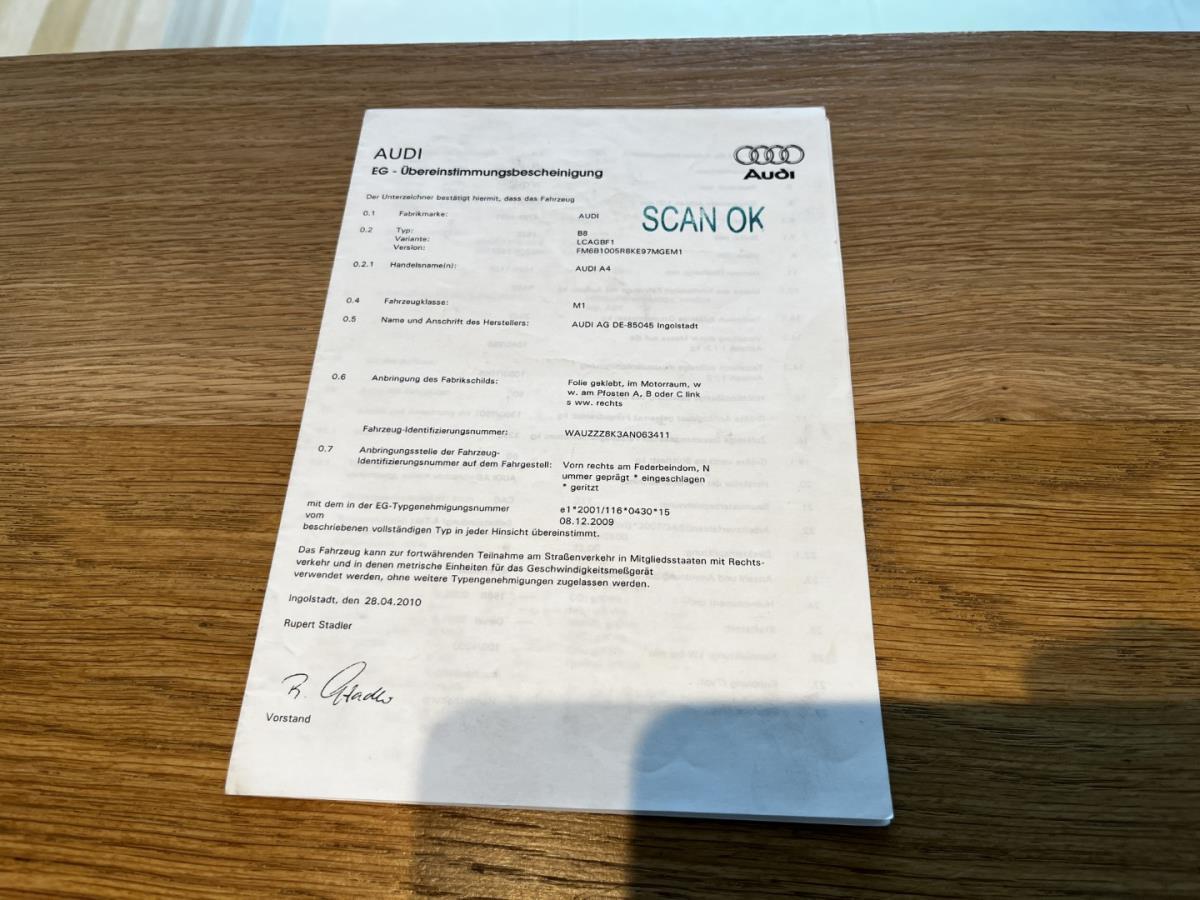 AUDI
EG - Übereinstimmungsbescheinigung
Audi
Der Unterzeichner bestätigt hiermit, dass das Fahrzeug
SCAN OK
0.1 Fabrikmarke: AUDI
0.2 Typ: B8
Variante: LCAGBF1
Version: FM6B1005R8KE97MGEM1
0.2.1 Handelsname(n): AUDI A4
0.4 Fahrzeugklasse: M1
0.5 Name und Anschrift des Herstellers: AUDI AG DE-85045 Ingolstadt
0.6 Anbringung des Fabrikschilds: Folie geklebt, im Motorraum, w
w. am Pfosten A, B oder C link
s ww. rechts
Fahrzeug-Identifizierungsnummer: WAUZZZ8K3AN063411
0.7 Anbringungsstelle der Fahrzeug-
Identifizierungsnummer auf dem Fahrgestell: Vorn rechts am Federbeindom, N
ummer geprägt * eingeschlagen
* geritzt
mit dem in der EG-Typgenehmigungsnummer e1*2001/116*0430*15
vom 08.12.2009
beschriebenen vollständigen Typ in jeder Hinsicht übereinstimmt.
Das Fahrzeug kann zur fortwährenden Teilnahme am Straßenverkehr in Mitgliedsstaaten mit Rechts-
verkehr und in denen metrische Einheiten für das Geschwindigkeitsmeßgerät
verwendet werden, ohne weitere Typengenehmigungen zugelassen werden.
Ingolstadt, den 28.04.2010
Rupert Stadler
R. Stadler
Vorstand